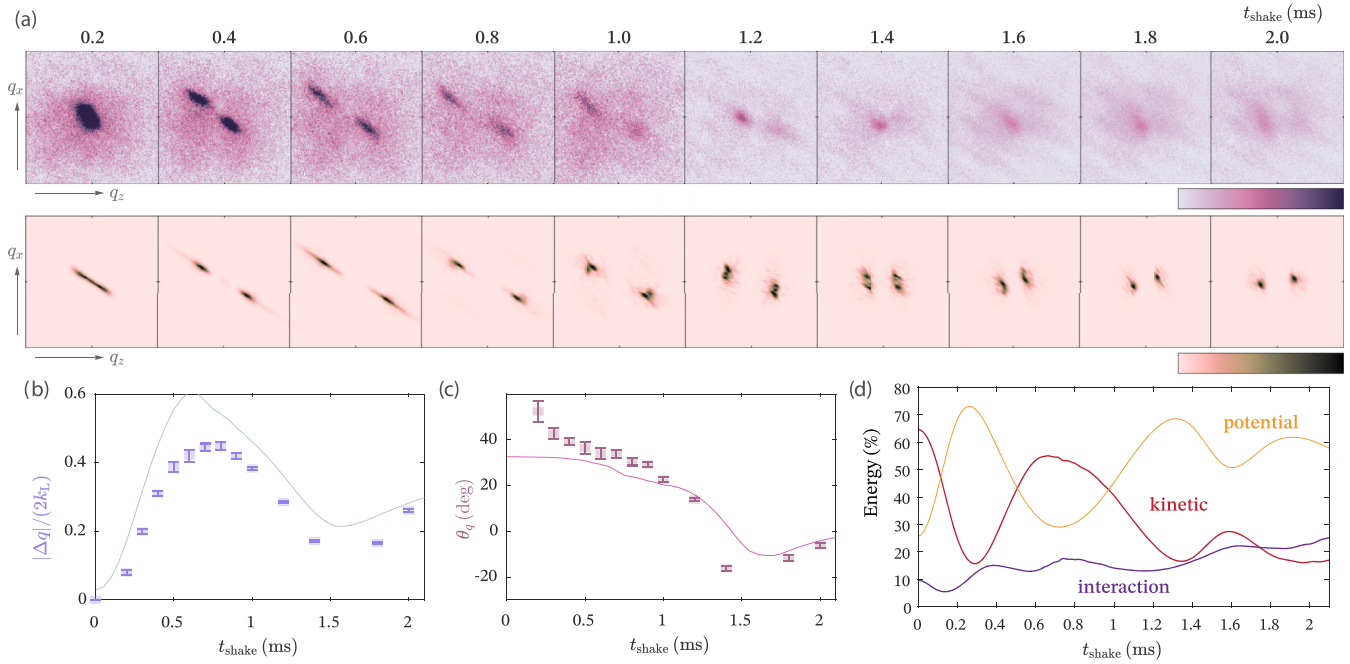 (a)
t_shake (ms)
0.2 0.4 0.6 0.8 1.0 1.2 1.4 1.6 1.8 2.0
q_x
q_z
q_x
q_z
(b)
0.6
0.4
0.2
0
|Δq|/(2k_L)
0 0.5 1 1.5 2
t_shake (ms)
(c)
40
20
0
-20
θ_q (deg)
0 0.5 1 1.5 2
t_shake (ms)
(d)
80
70
60
50
40
30
20
10
0
Energy (%)
potential
kinetic
interaction
0 0.2 0.4 0.6 0.8 1.0 1.2 1.4 1.6 1.8 2.0
t_shake (ms)